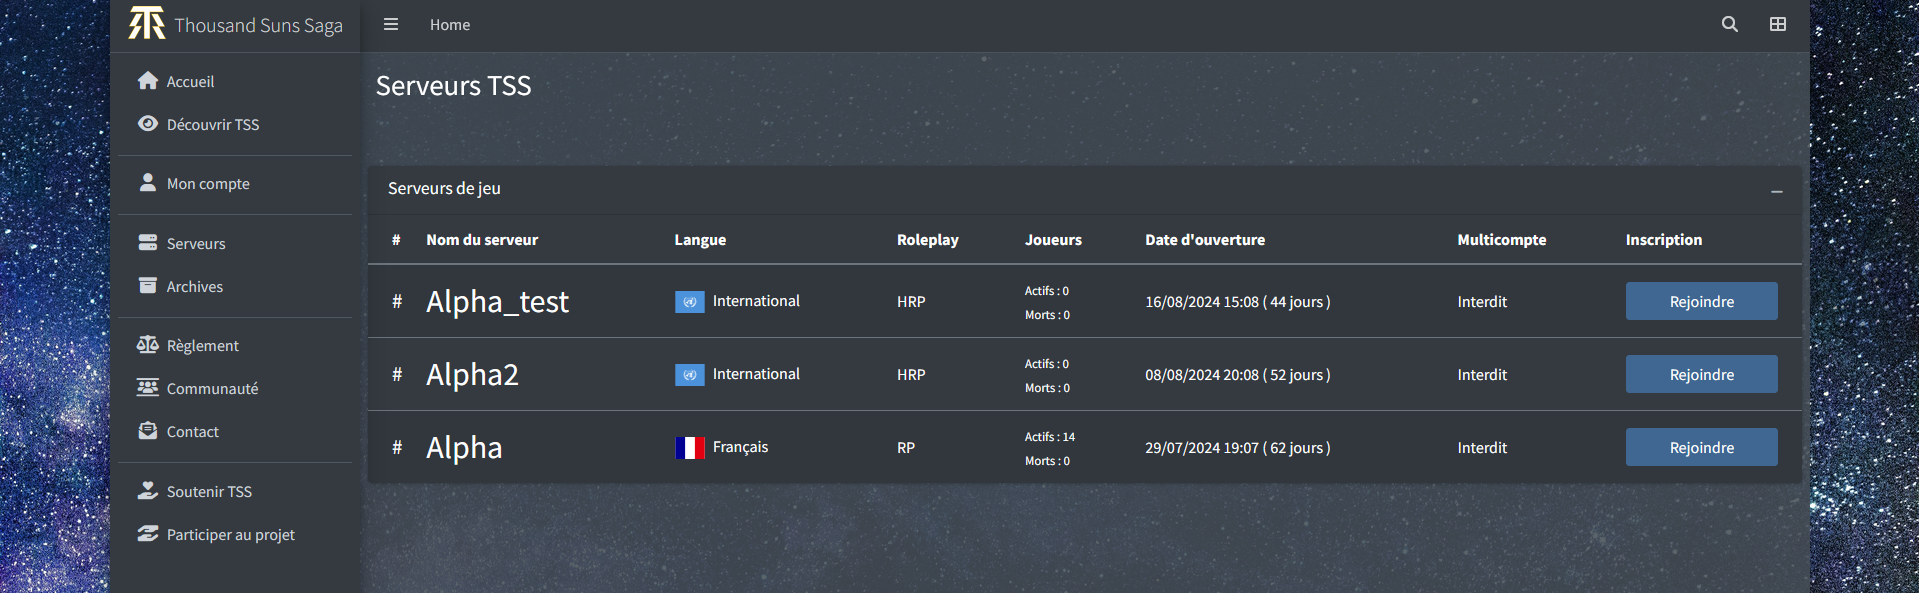 Thousand Suns Saga
Home
Accueil
Découvrir TSS
Mon compte
Serveurs
Archives
Règlement
Communauté
Contact
Soutenir TSS
Participer au projet
Serveurs TSS
Serveurs de jeu
# Nom du serveur Langue Roleplay Joueurs Date d'ouverture Multicompte Inscription
# Alpha_test International HRP Actifs : 0 Morts : 0 16/08/2024 15:08 ( 44 jours ) Interdit Rejoindre
# Alpha2 International HRP Actifs : 0 Morts : 0 08/08/2024 20:08 ( 52 jours ) Interdit Rejoindre
# Alpha Français RP Actifs : 14 Morts : 0 29/07/2024 19:07 ( 62 jours ) Interdit Rejoindre